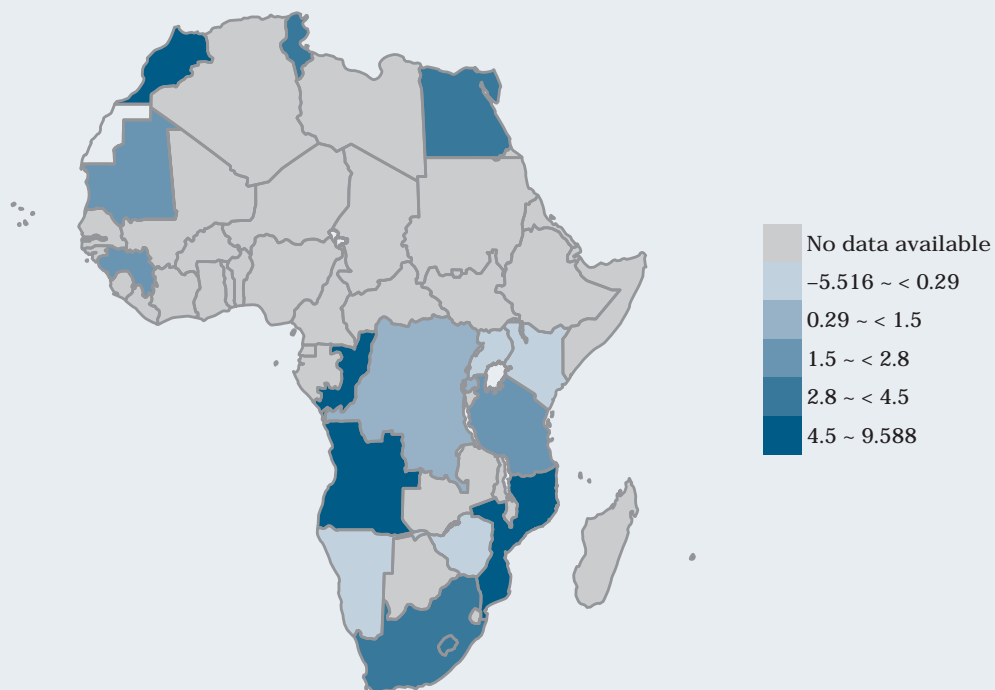 No data available
–5.516 ~ < 0.29
0.29 ~ < 1.5
1.5 ~ < 2.8
2.8 ~ < 4.5
4.5 ~ 9.588